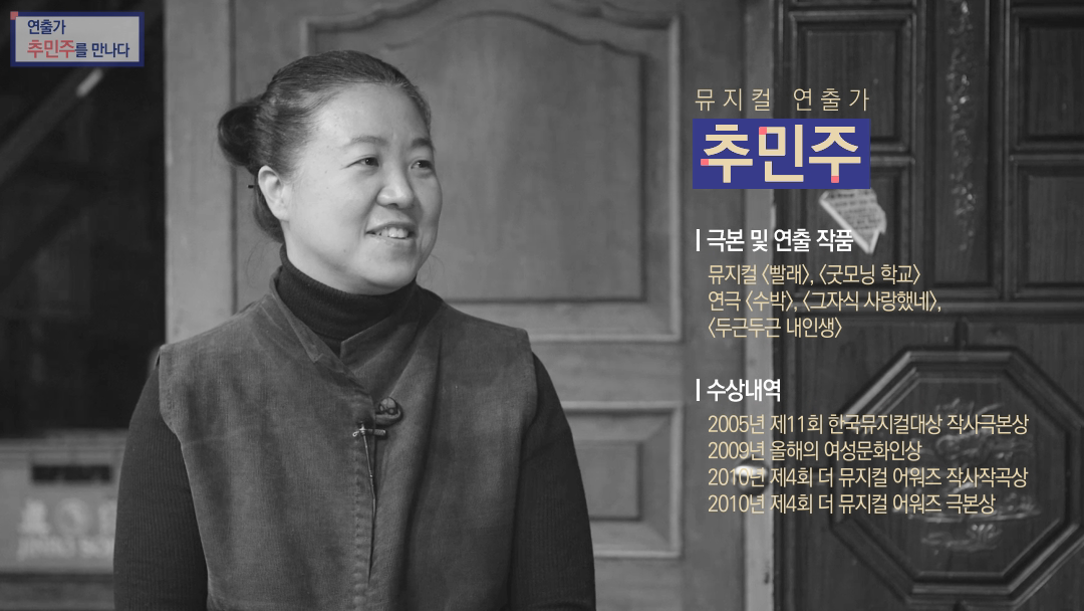 연출가
추민주를 만나다
뮤지컬 연출가
추민주
극본 및 연출 작품
뮤지컬 〈빨래〉, 〈굿모닝 학교〉
연극 〈수박〉, 〈그자식 사랑했네〉,
〈두근두근 내인생〉
수상내역
2005년 제11회 한국뮤지컬대상 작사극본상
2009년 올해의 여성문화인상
2010년 제4회 더 뮤지컬 어워즈 작사작곡상
2010년 제4회 더 뮤지컬 어워즈 극본상